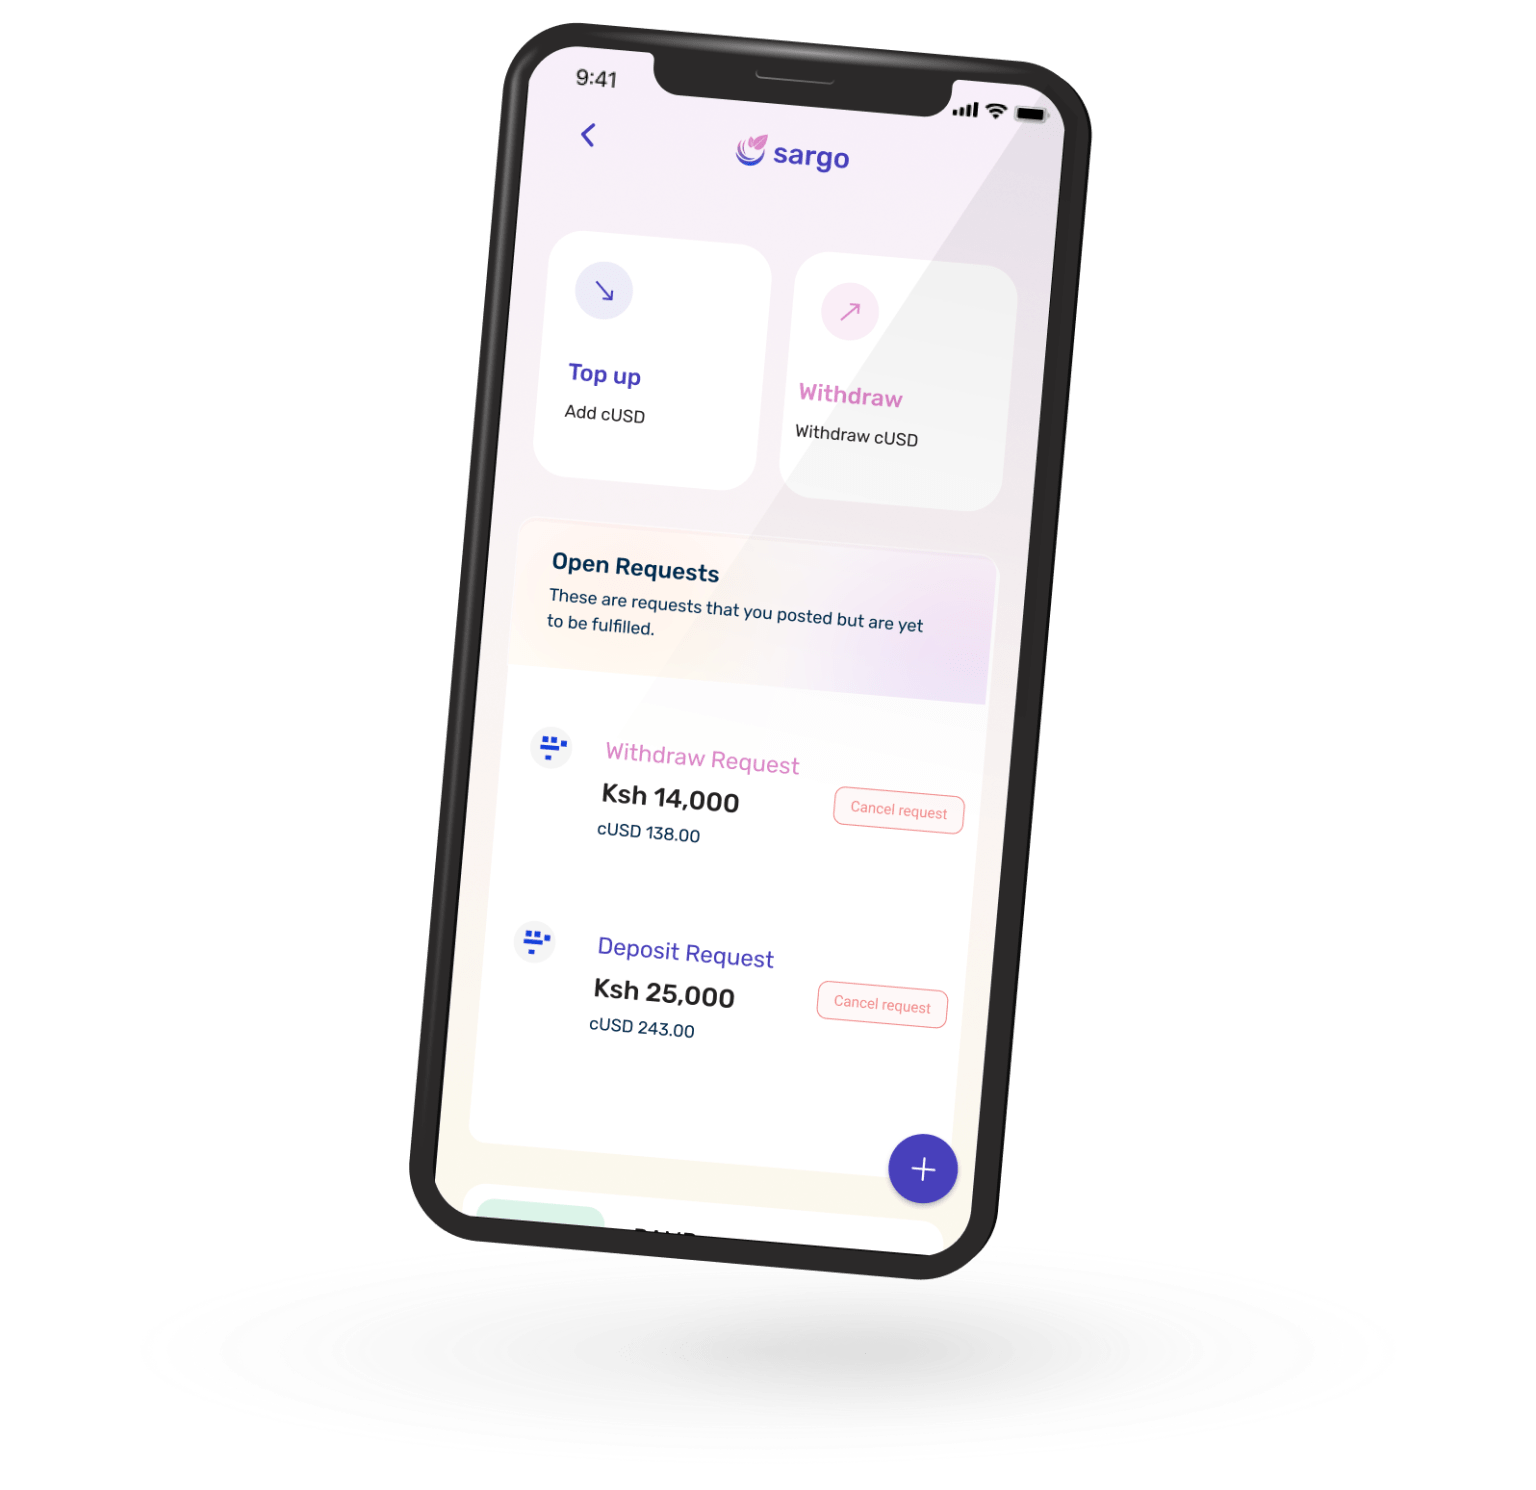 9:41
sargo
Top up
Add cUSD
Withdraw
Withdraw cUSD
Open Requests
These are requests that you posted but are yet
to be fulfilled.
Withdraw Request
Ksh 14,000
cUSD 138.00
Cancel request
Deposit Request
Ksh 25,000
cUSD 243.00
Cancel request